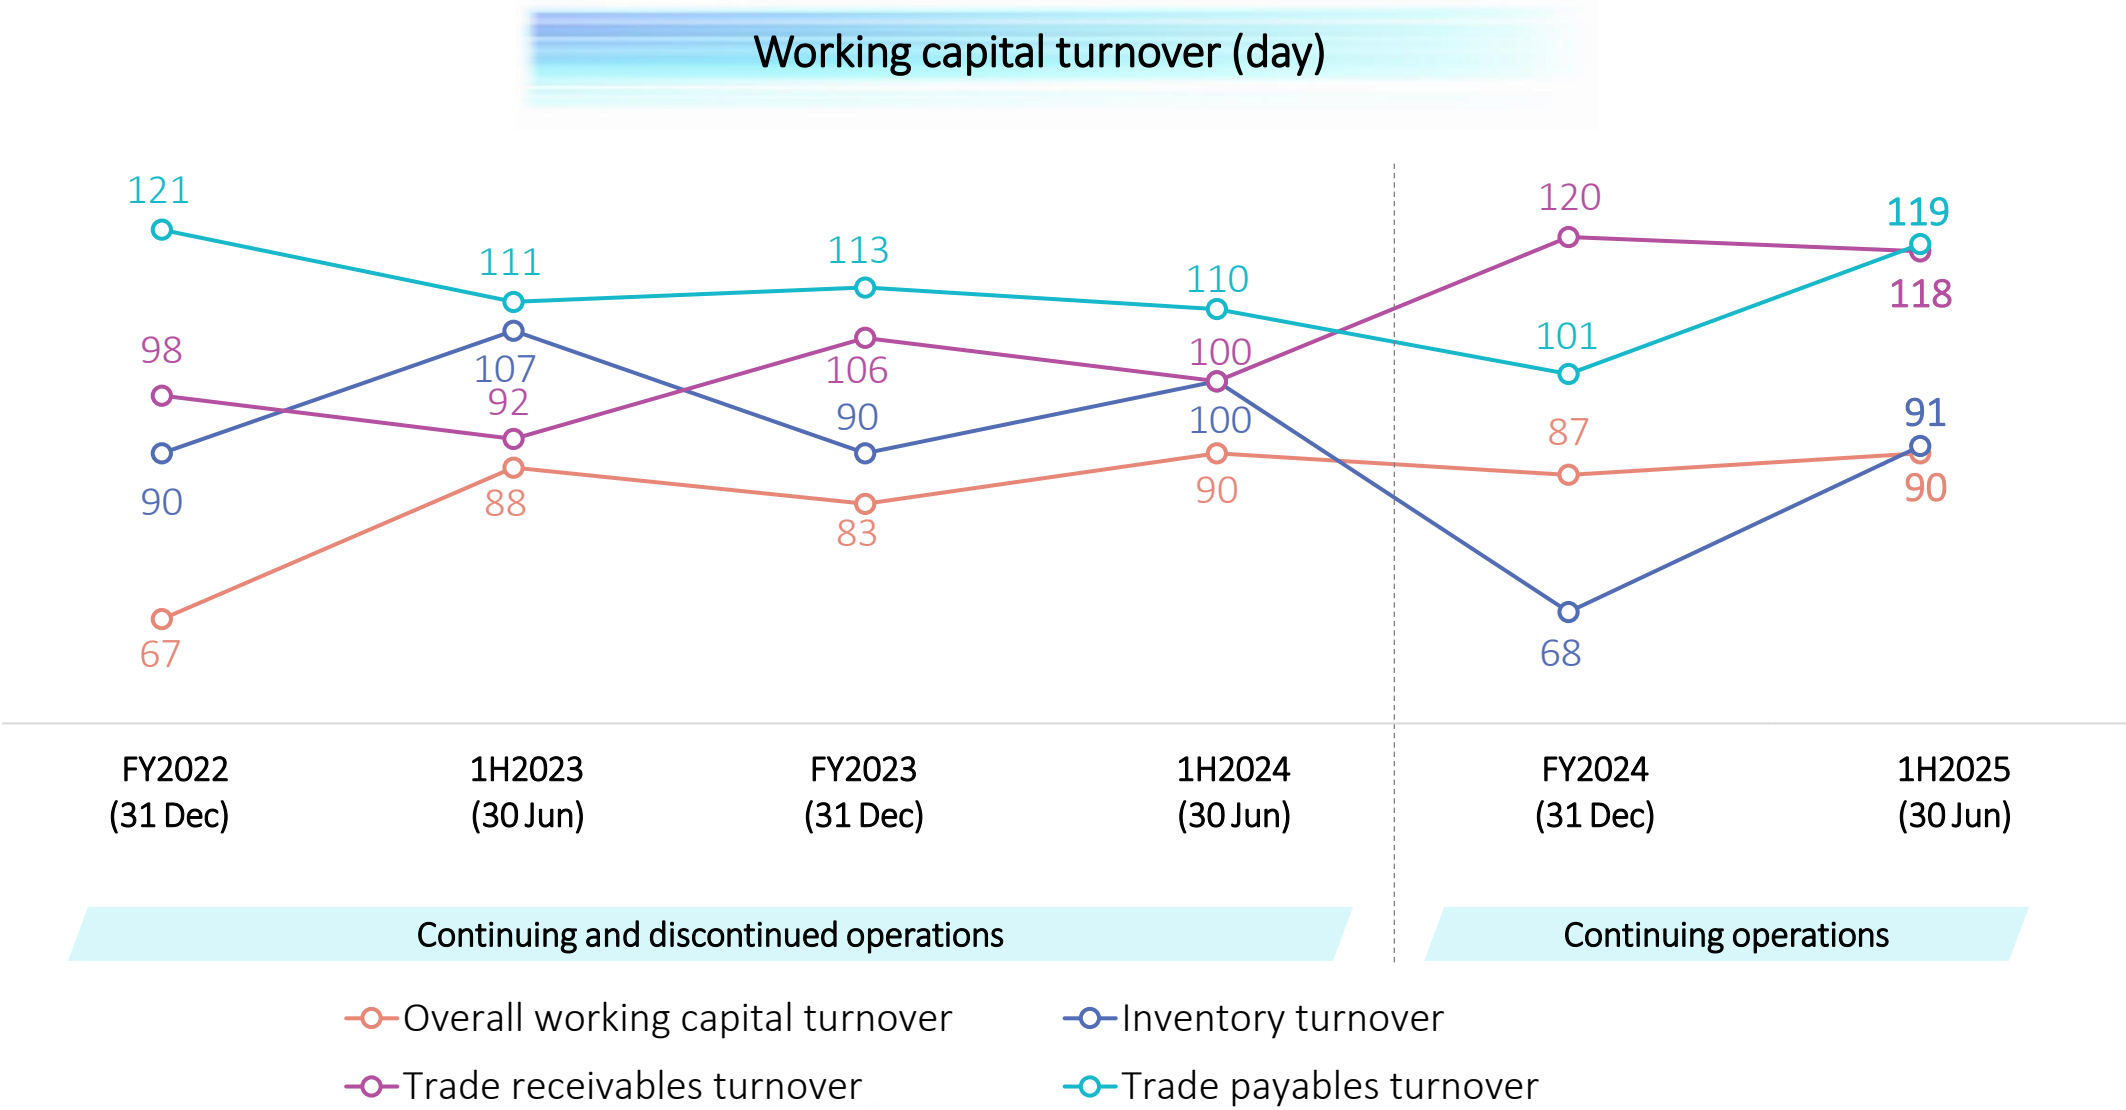 Working capital turnover (day)
121
111
113
110
101
119
98
92
106
100
120
118
90
107
90
100
68
91
67
88
83
90
87
90
FY2022
(31 Dec)
1H2023
(30 Jun)
FY2023
(31 Dec)
1H2024
(30 Jun)
FY2024
(31 Dec)
1H2025
(30 Jun)
Continuing and discontinued operations
Continuing operations
Overall working capital turnover
Inventory turnover
Trade receivables turnover
Trade payables turnover